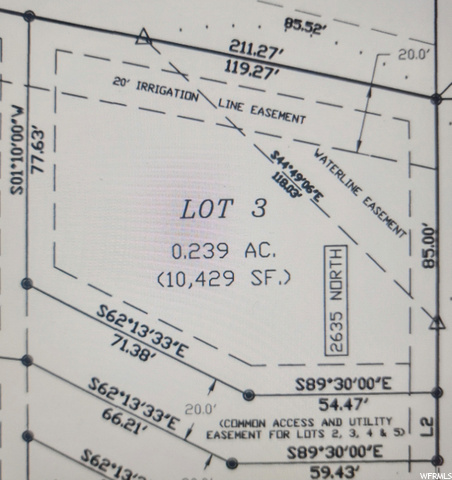 85.52'
20.0'
211.27'
119.27'
20' IRRIGATION LINE EASEMENT
S01°10'00"W
77.63'
S44°49'06"E
118.03'
WATERLINE EASEMENT
LOT 3
0.239 AC.
(10,429 SF.)
85.00'
2635 NORTH
S62°13'33"E
71.38'
S89°30'00"E
54.47'
S62°13'33"E
66.21'
20.0'
(COMMON ACCESS AND UTILITY
EASEMENT FOR LOTS 2, 3, 4 & 5)
L2
S89°30'00"E
59.43'
S62°13'
WFRMLS